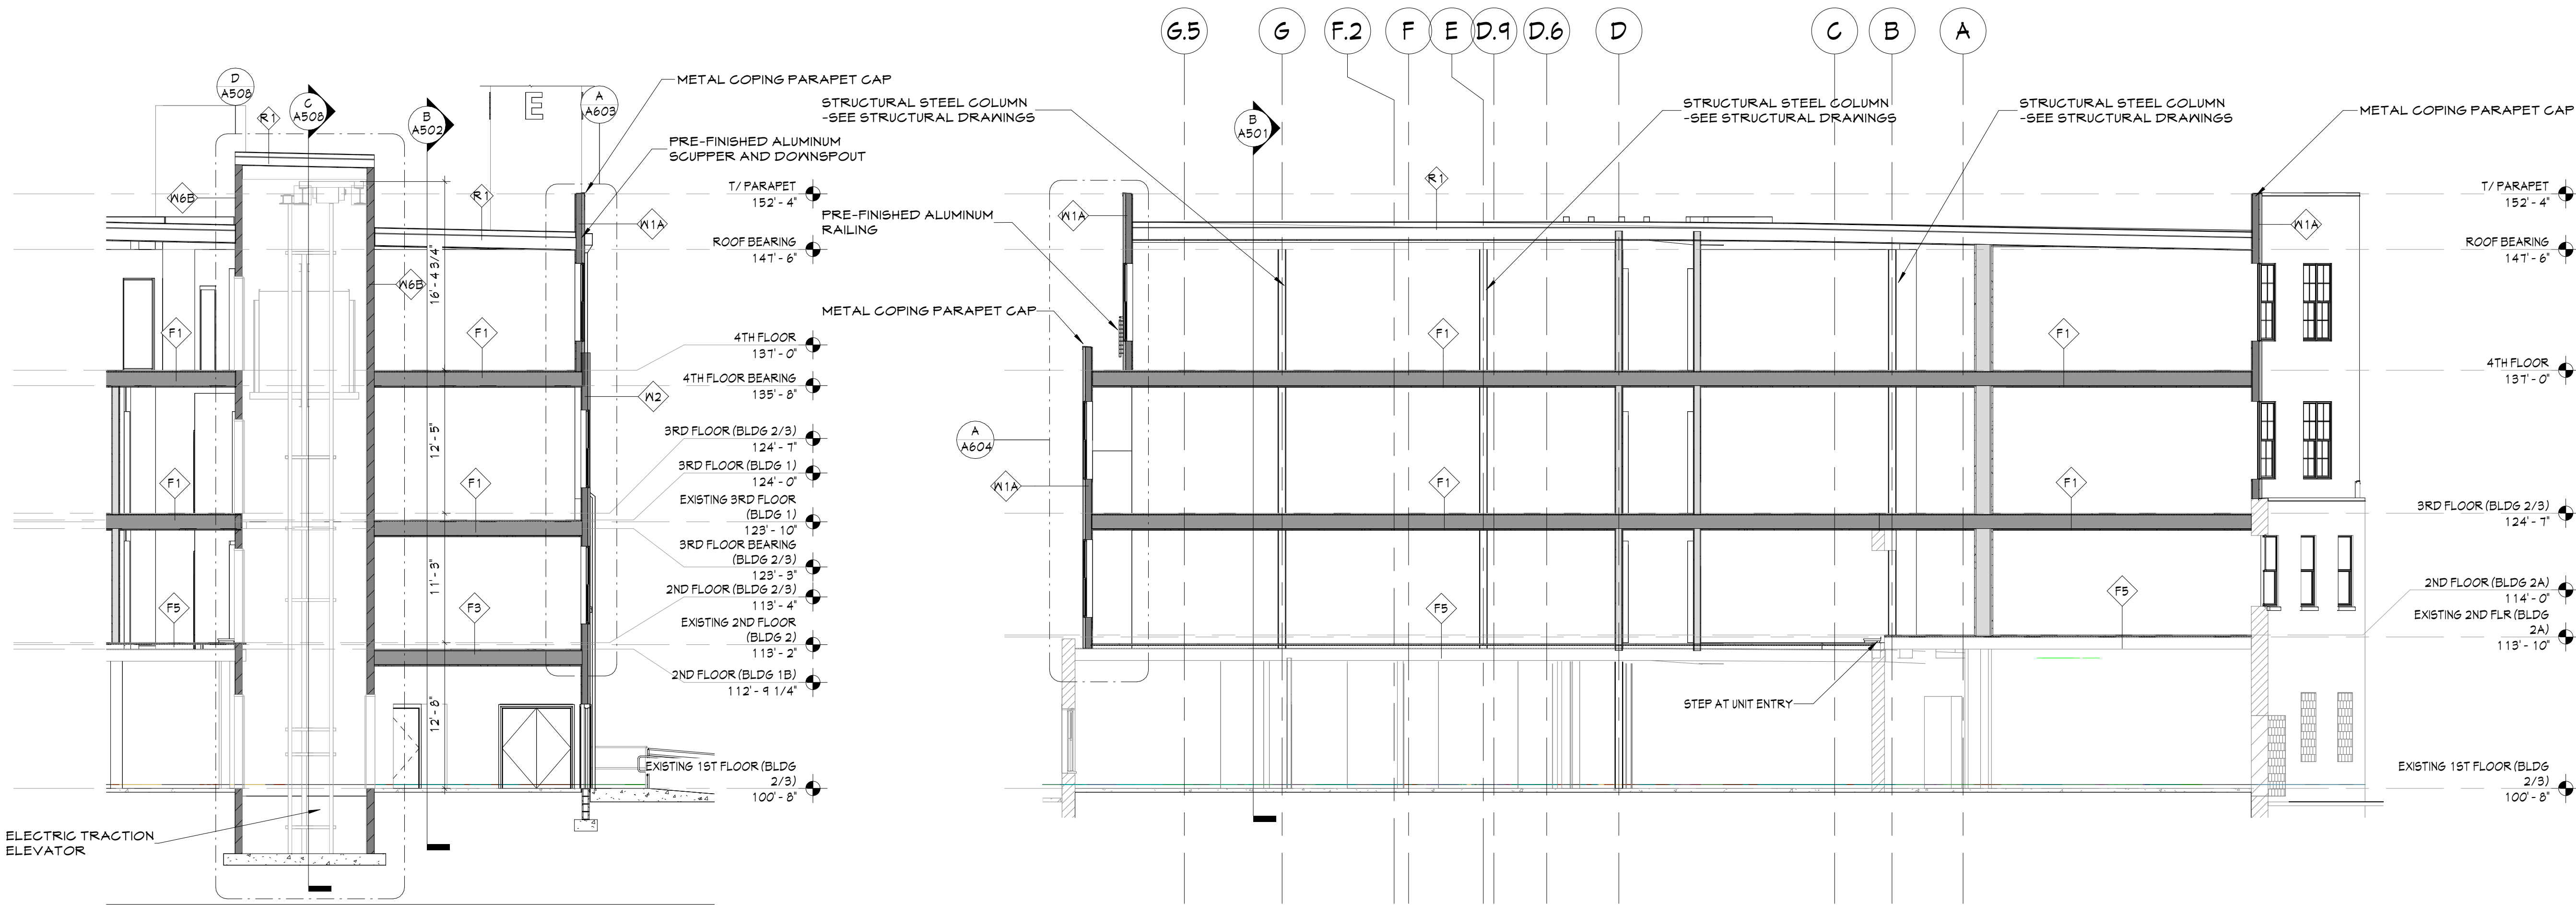 G.5
G
F.2
F
E
D.9
D.6
D
C
B
A
D
A508
C
A508
R1
B
A502
E
A
A603
METAL COPING PARAPET CAP
PRE-FINISHED ALUMINUM
SCUPPER AND DOWNSPOUT
W6B
R1
W1A
W6B
16'-4 3/4"
F1
F1
W2
12'-5"
F1
F1
11'-3"
F5
F3
12'-8"
ELECTRIC TRACTION
ELEVATOR
T/ PARAPET
152'-4"
ROOF BEARING
147'-6"
4TH FLOOR
137'-0"
4TH FLOOR BEARING
135'-8"
3RD FLOOR (BLDG 2/3)
124'-7"
3RD FLOOR (BLDG 1)
124'-0"
EXISTING 3RD FLOOR
(BLDG 1)
123'-10"
3RD FLOOR BEARING
(BLDG 2/3)
123'-3"
2ND FLOOR (BLDG 2/3)
113'-4"
EXISTING 2ND FLOOR
(BLDG 2)
113'-2"
2ND FLOOR (BLDG 1B)
112'-9 1/4"
EXISTING 1ST FLOOR (BLDG
2/3)
100'-8"
STRUCTURAL STEEL COLUMN
-SEE STRUCTURAL DRAWINGS
PRE-FINISHED ALUMINUM
RAILING
METAL COPING PARAPET CAP
A
A604
W1A
W1A
B
A501
R1
STRUCTURAL STEEL COLUMN
-SEE STRUCTURAL DRAWINGS
STRUCTURAL STEEL COLUMN
-SEE STRUCTURAL DRAWINGS
METAL COPING PARAPET CAP
W1A
F1
F1
F1
F1
F5
F5
STEP AT UNIT ENTRY
T/ PARAPET
152'-4"
ROOF BEARING
147'-6"
4TH FLOOR
137'-0"
3RD FLOOR (BLDG 2/3)
124'-7"
2ND FLOOR (BLDG 2A)
114'-0"
EXISTING 2ND FLR (BLDG
2A)
113'-10"
EXISTING 1ST FLOOR (BLDG
2/3)
100'-8"